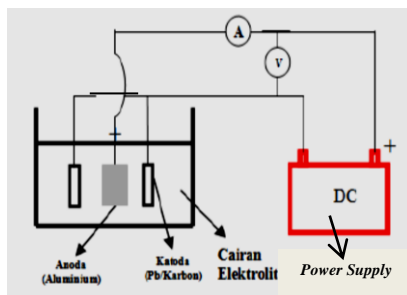 A
V
+
+
DC
Anoda
(Aluminium)
Katoda
(Pb/Karbon)
Cairan
Elektrolit
Power Supply